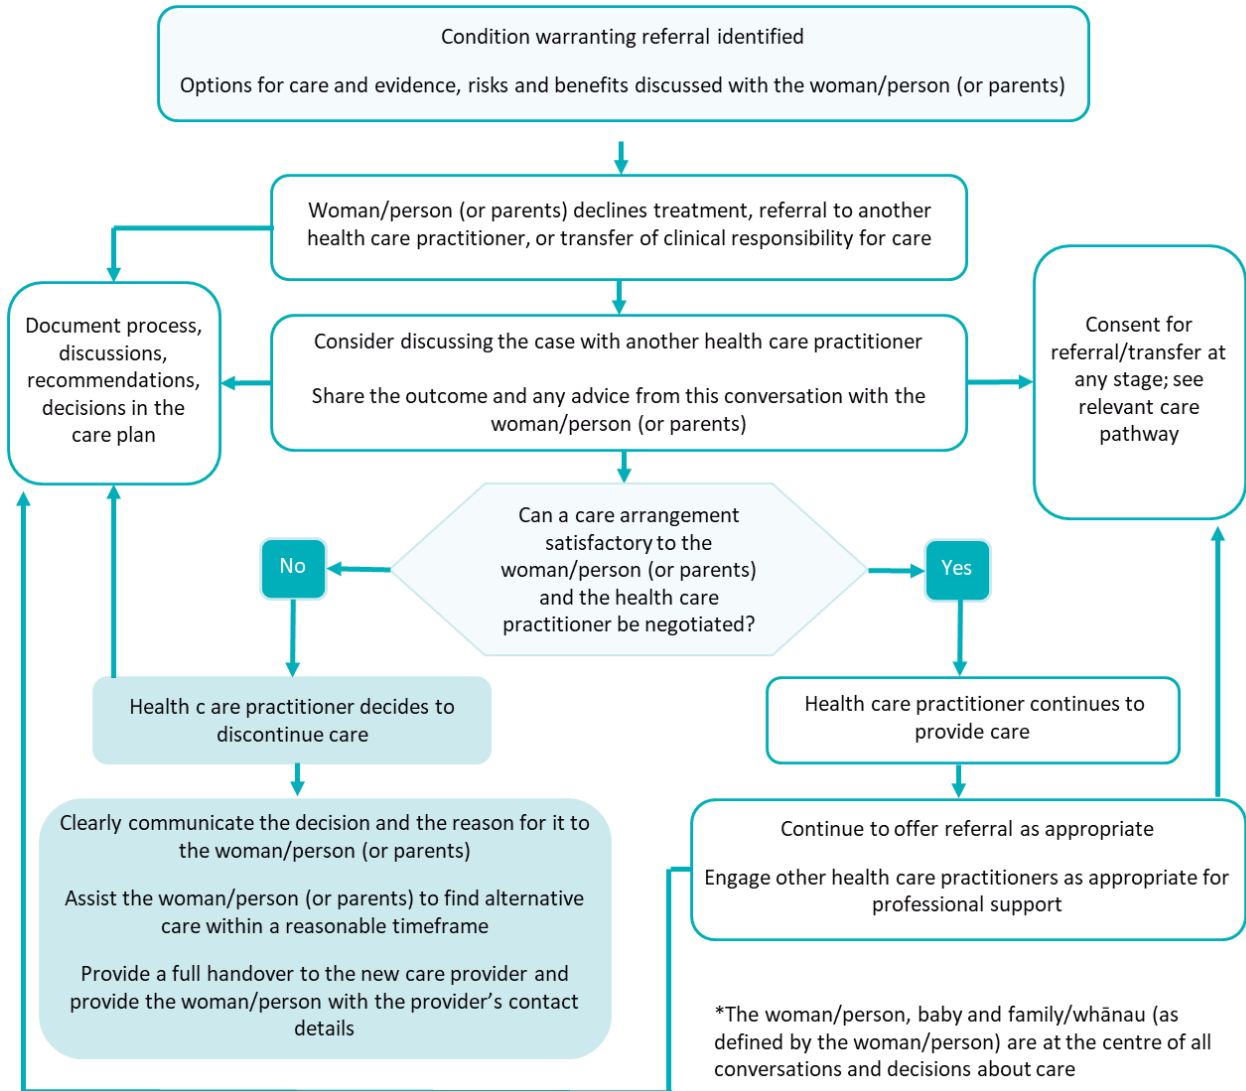 Condition warranting referral identified
Options for care and evidence, risks and benefits discussed with the woman/person (or parents)
Woman/person (or parents) declines treatment, referral to another
health care practitioner, or transfer of clinical responsibility for care
Document process,
discussions,
recommendations,
decisions in the
care plan
Consider discussing the case with another health care practitioner
Share the outcome and any advice from this conversation with the
woman/person (or parents)
Consent for
referral/transfer at
any stage; see
relevant care
pathway
Can a care arrangement
satisfactory to the
woman/person (or parents)
and the health care
practitioner be negotiated?
No
Yes
Health c are practitioner decides to
discontinue care
Health care practitioner continues to
provide care
Clearly communicate the decision and the reason for it to
the woman/person (or parents)
Assist the woman/person (or parents) to find alternative
care within a reasonable timeframe
Provide a full handover to the new care provider and
provide the woman/person with the provider’s contact
details
Continue to offer referral as appropriate
Engage other health care practitioners as appropriate for
professional support
*The woman/person, baby and family/whānau (as
defined by the woman/person) are at the centre of all
conversations and decisions about care